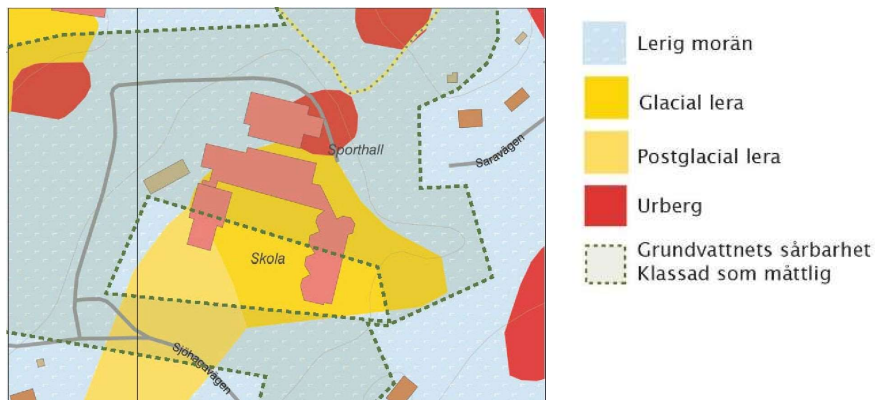 Sporthall
Saravägen
Skola
Sjöhagavägen
Lerig morän
Glacial lera
Postglacial lera
Urberg
Grundvattnets sårbarhet
Klassad som måttlig